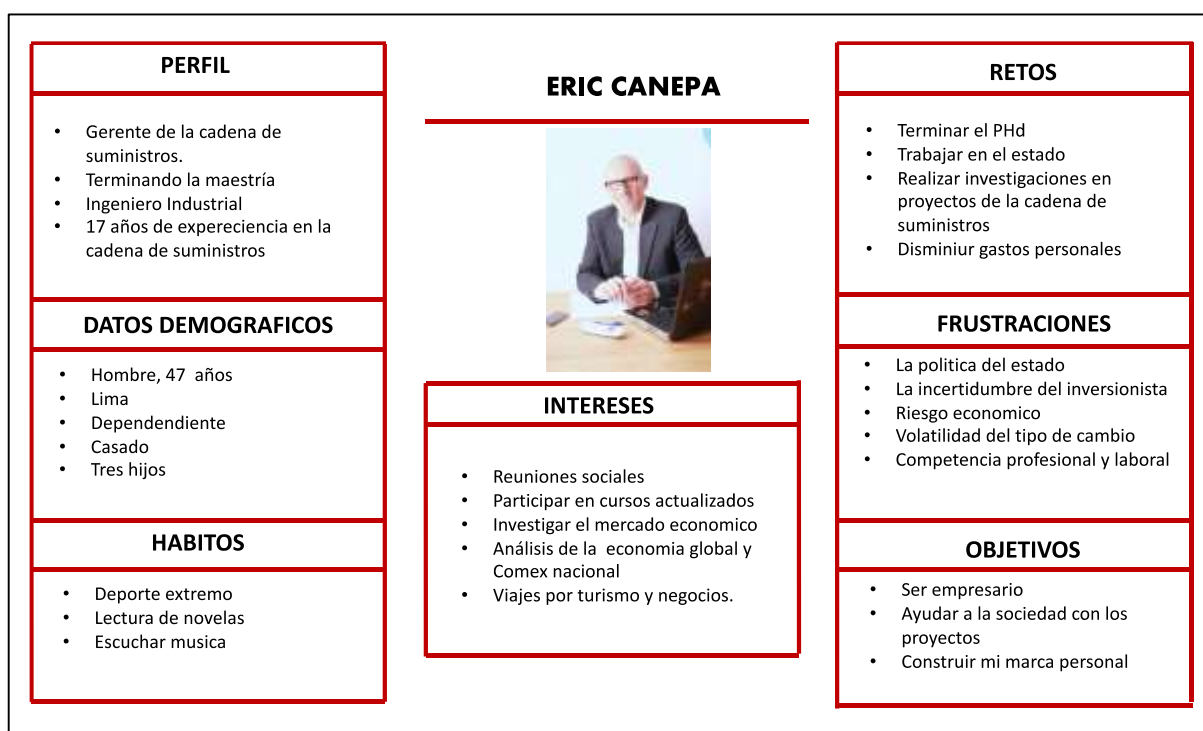 PERFIL
• Gerente de la cadena de
suministros.
• Terminando la maestría
• Ingeniero Industrial
• 17 años de expereciencia en la
cadena de suministros
DATOS DEMOGRAFICOS
• Hombre, 47 años
• Lima
• Dependendiente
• Casado
• Tres hijos
HABITOS
• Deporte extremo
• Lectura de novelas
• Escuchar musica
ERIC CANEPA
INTERESES
• Reuniones sociales
• Participar en cursos actualizados
• Investigar el mercado economico
• Análisis de la economia global y
Comex nacional
• Viajes por turismo y negocios.
RETOS
• Terminar el PHd
• Trabajar en el estado
• Realizar investigaciones en
proyectos de la cadena de
suministros
• Disminiur gastos personales
FRUSTRACIONES
• La politica del estado
• La incertidumbre del inversionista
• Riesgo economico
• Volatilidad del tipo de cambio
• Competencia profesional y laboral
OBJETIVOS
• Ser empresario
• Ayudar a la sociedad con los
proyectos
• Construir mi marca personal